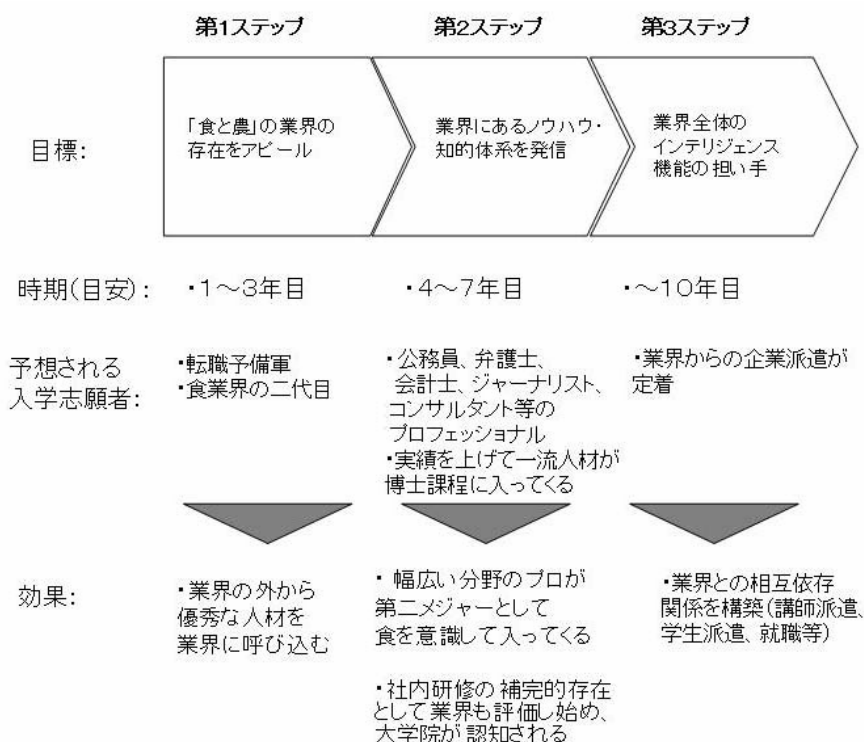 第1ステップ
第2ステップ
第3ステップ
目標:
「食と農」の業界の
存在をアピール
業界にあるノウハウ・
知的体系を発信
業界全体の
インテリジェンス
機能の担い手
時期(目安):
・1～3年目
・4～7年目
・～10年目
予想される
入学志願者:
・転職予備軍
・食業界の二代目
・公務員、弁護士、
会計士、ジャーナリスト、
コンサルタント等の
プロフェッショナル
・実績を上げて一流人材が
博士課程に入ってくる
・業界からの企業派遣が
定着
効果:
・業界の外から
優秀な人材を
業界に呼び込む
・幅広い分野のプロが
第二メジャーとして
食を意識して入ってくる
・社内研修の補完的存在
として業界も評価し始め、
大学院が認知される
・業界との相互依存
関係を構築(講師派遣、
学生派遣、就職等)